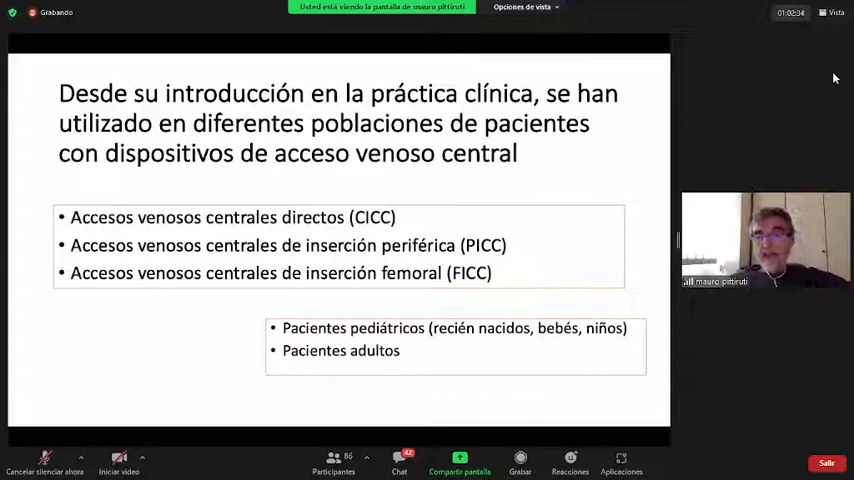 Grabando
Usted está viendo la pantalla de mauro pittiruti
Opciones de vista
01:02:34
Vista
Desde su introducción en la práctica clínica, se han
utilizado en diferentes poblaciones de pacientes
con dispositivos de acceso venoso central
• Accesos venosos centrales directos (CICC)
• Accesos venosos centrales de inserción periférica (PICC)
• Accesos venosos centrales de inserción femoral (FICC)
mauro pittiruti
• Pacientes pediátricos (recién nacidos, bebés, niños)
• Pacientes adultos
86
42
Cancelar silenciar ahora
Iniciar video
Participantes
Chat
Compartir pantalla
Grabar
Reacciones
Aplicaciones
Salir